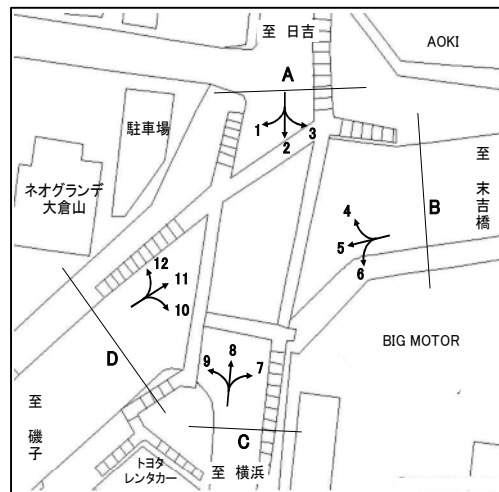 至 日吉
AOKI
A
1
2
3
駐車場
至 末吉橋
B
ネオグランデ
大倉山
4
5
6
12
11
10
D
BIG MOTOR
9
8
7
C
至 磯子
トヨタ
レンタカー
至 横浜